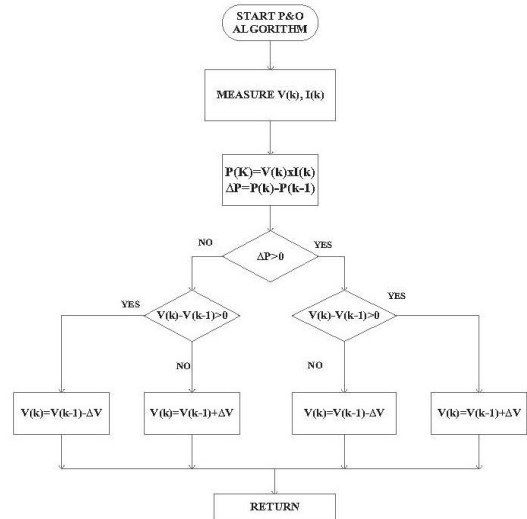 START P&O
ALGORITHM
MEASURE V(k), I(k)
P(K)=V(k)xI(k)
ΔP=P(k)-P(k-1)
NO
YES
ΔP>0
YES
V(k)-V(k-1)>0
V(k)-V(k-1)>0
YES
NO
NO
V(k)=V(k-1)-ΔV
V(k)=V(k-1)+ΔV
V(k)=V(k-1)-ΔV
V(k)=V(k-1)+ΔV
RETURN